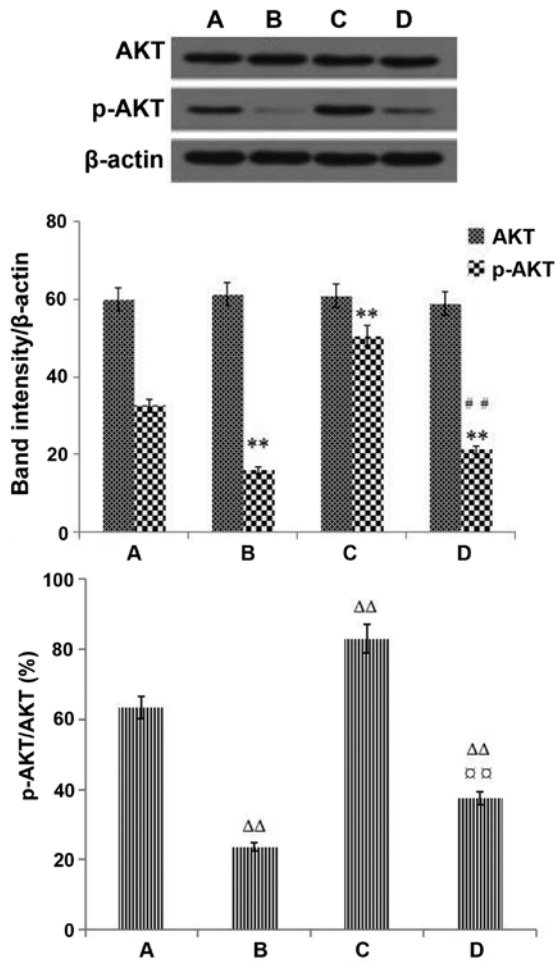 A B C D
AKT
p-AKT
β-actin
80
60
40
20
0
Band intensity/β-actin
AKT
p-AKT
**
**
# #
**
A B C D
100
80
60
40
20
0
p-AKT/AKT (%)
ΔΔ
ΔΔ
ΔΔ
¤ ¤
A B C D